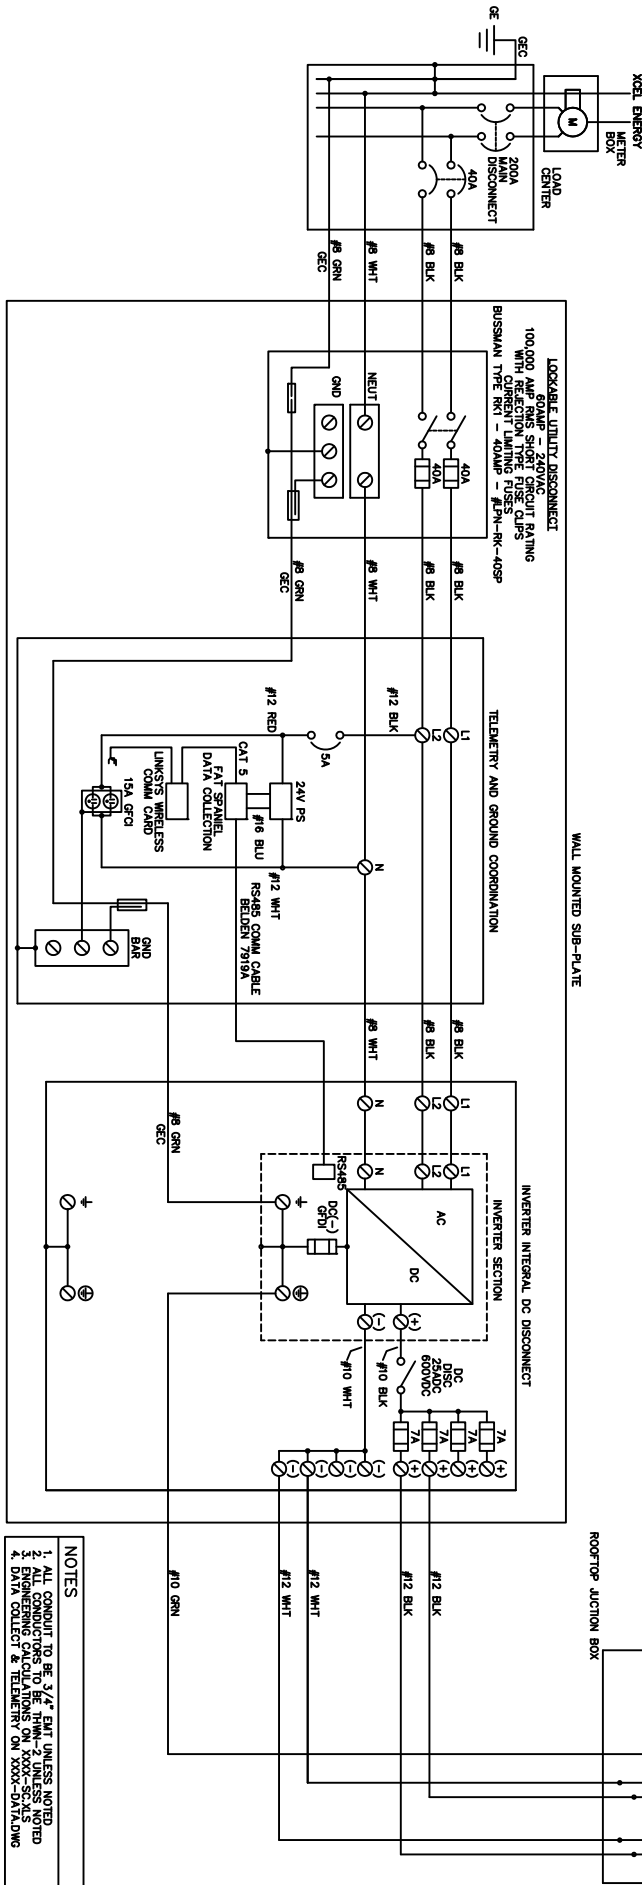 XCEL ENERGY
METER
BOX
M
GE
GEC
LOAD
CENTER
200A
MAIN
DISCONNECT
40A
#8 BLK
#8 BLK
#8 WHT
#8 GRN
GEC
WALL MOUNTED SUB-PLATE
LOCKABLE UTILITY DISCONNECT
60AMP - 240VAC
100,000 AMP RMS SHORT CIRCUIT RATING
WITH REJECTION TYPE FUSE CLIPS
CURRENT LIMITING FUSES
BUSSMAN TYPE RK1 - 40AMP - #LPN-RK-40SP
40A
40A
NEUT
GND
#8 BLK
#8 BLK
#8 WHT
#8 GRN
GEC
TELEMETRY AND GROUND COORDINATION
L1
L2
#12 BLK
5A
#12 RED
N
24V PS
#16 BLU
#12 WHT
CAT 5
FAT SPANIEL
DATA COLLECTION
RS485 COMM CABLE
BELDEN 7919A
LINKSYS WIRELESS
COMM CARD
15A GFCI
GND
BAR
#8 BLK
#8 BLK
#8 WHT
#8 GRN
GEC
INVERTER INTEGRAL DC DISCONNECT
L1
L2
N
INVERTER SECTION
L1
L2
N
RS485
AC
DC
DC(-)
GFDI
(+)
(-)
DC
DISC
25ADC
600VDC
#10 BLK
#10 WHT
7A
7A
7A
7A
(+)
(+)
(+)
(+)
(-)
(-)
(-)
(-)
#12 BLK
#12 BLK
#12 WHT
#12 WHT
#10 GRN
ROOFTOP JUCTION BOX
NOTES
1. ALL CONDUIT TO BE 3/4" EMT UNLESS NOTED
2. ALL CONDUCTORS TO BE THWN-2 UNLESS NOTED
3. ENGINEERING CALCULATIONS ON XXXX-SC.XLS
4. DATA COLLECT & TELEMETRY ON XXXX-DATA.DWG